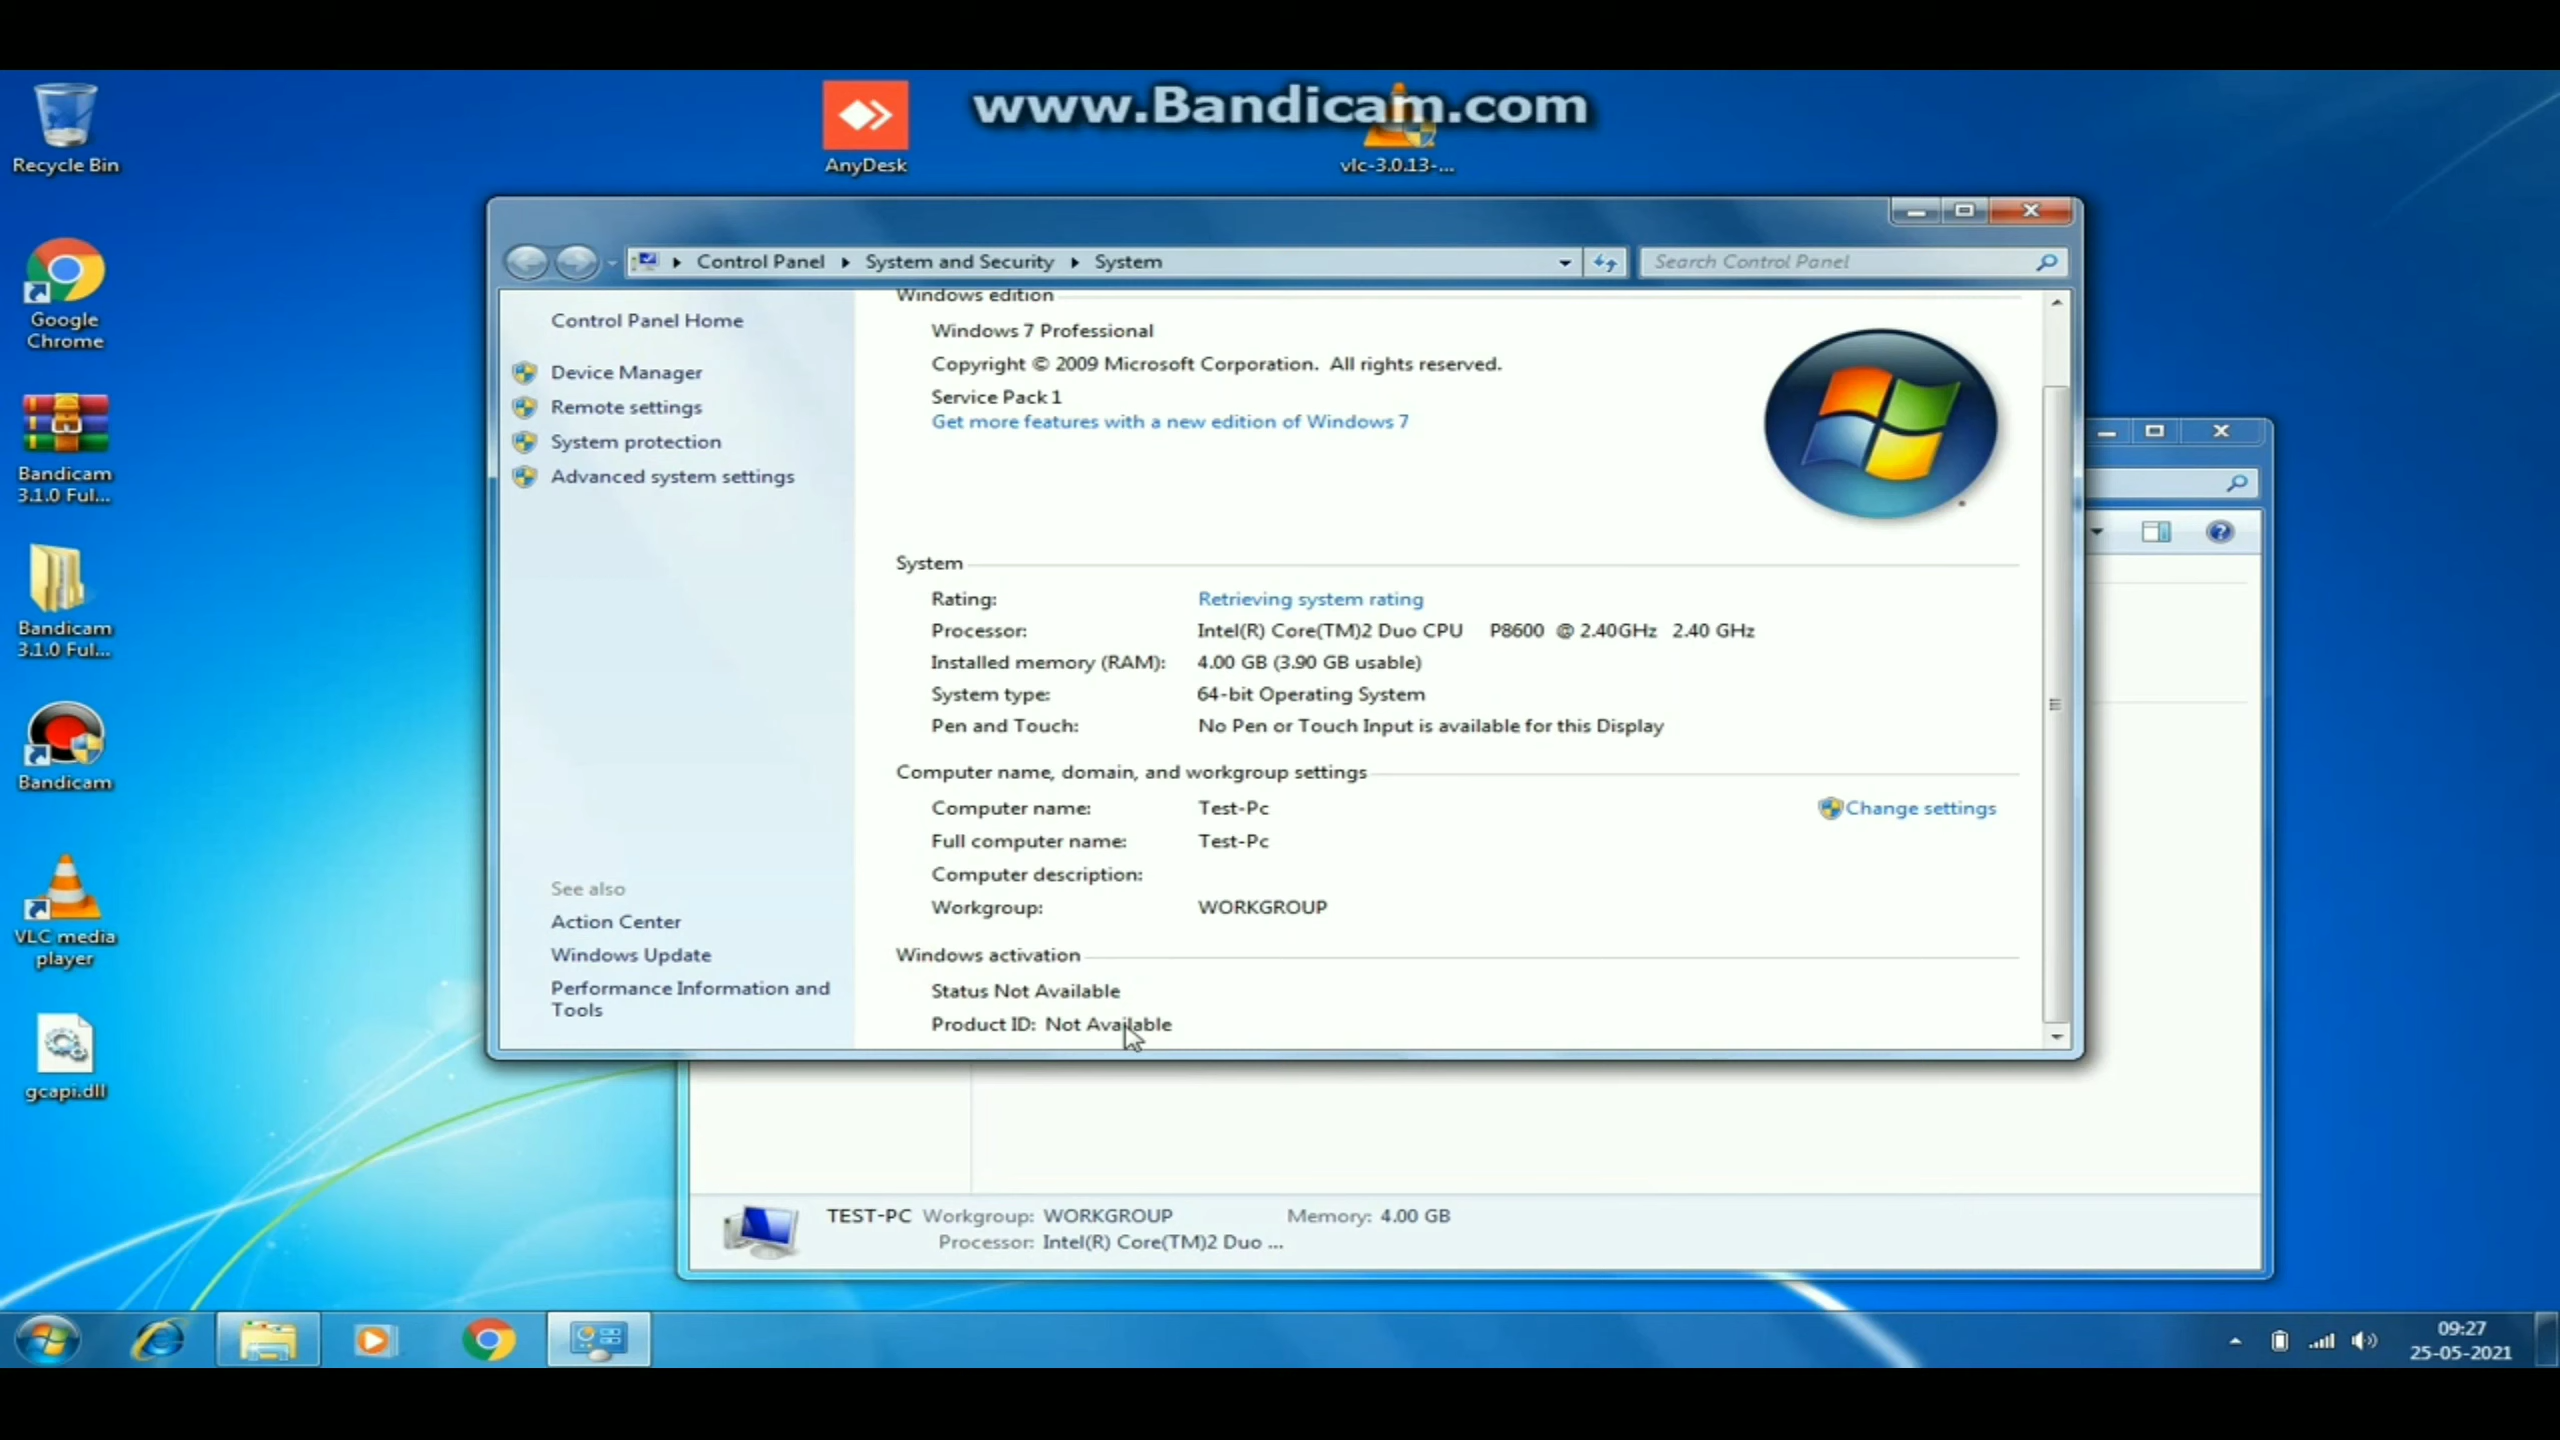 www.Bandicam.com
Recycle Bin
AnyDesk
vlc-3.0.13-...
Google
Chrome
Bandicam
3.1.0 Ful...
Bandicam
3.1.0 Ful...
Bandicam
VLC media
player
gcapi.dll
Control Panel
System and Security
System
Search Control Panel
Control Panel Home
Device Manager
Remote settings
System protection
Advanced system settings
See also
Action Center
Windows Update
Performance Information and
Tools
Windows edition
Windows 7 Professional
Copyright © 2009 Microsoft Corporation. All rights reserved.
Service Pack 1
Get more features with a new edition of Windows 7
System
Rating: Retrieving system rating
Processor: Intel(R) Core(TM)2 Duo CPU P8600 @ 2.40GHz 2.40 GHz
Installed memory (RAM): 4.00 GB (3.90 GB usable)
System type: 64-bit Operating System
Pen and Touch: No Pen or Touch Input is available for this Display
Computer name, domain, and workgroup settings
Computer name: Test-Pc
Change settings
Full computer name: Test-Pc
Computer description:
Workgroup: WORKGROUP
Windows activation
Status Not Available
Product ID: Not Available
TEST-PC Workgroup: WORKGROUP Memory: 4.00 GB
Processor: Intel(R) Core(TM)2 Duo ...
09:27
25-05-2021